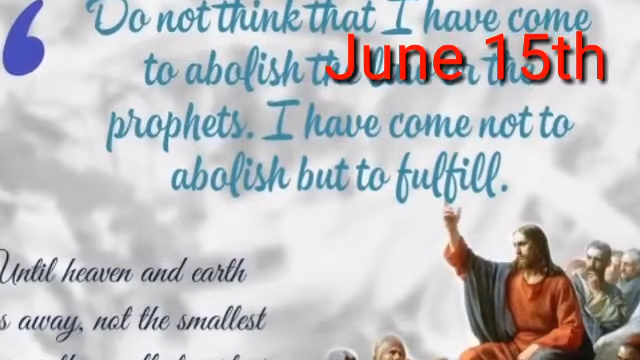 Do not think that I have come
to abolish
June 15th
prophets. I have come not to
abolish but to fulfill.
Until heaven and earth
away, not the smallest